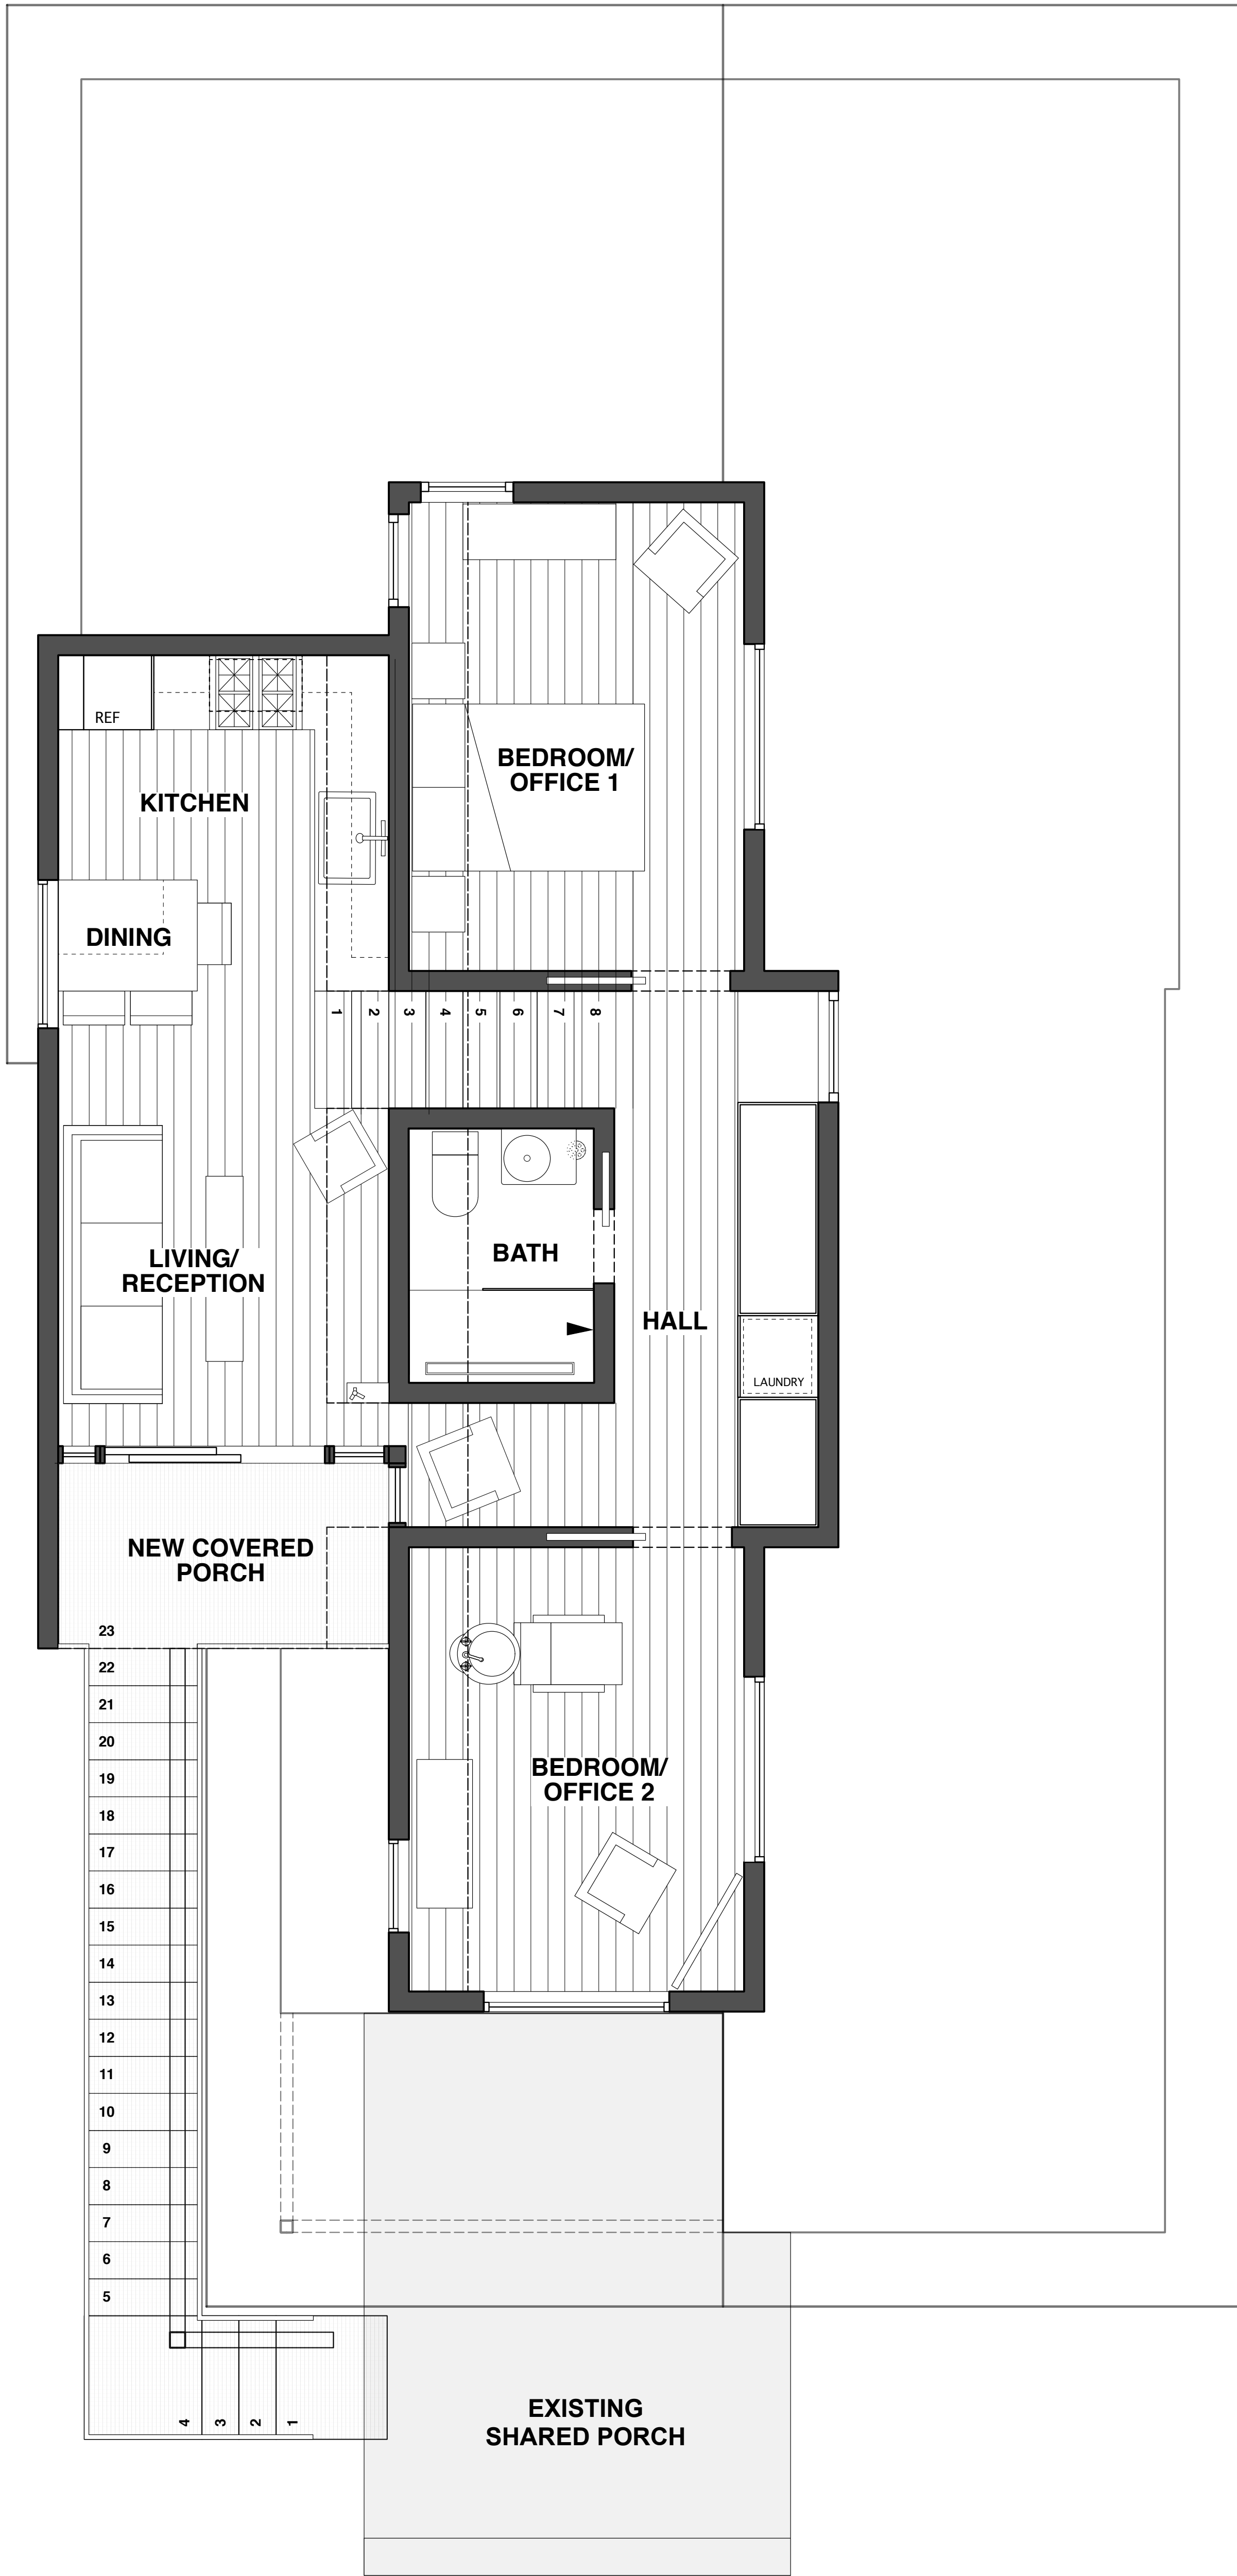 REF
KITCHEN
BEDROOM/
OFFICE 1
DINING
1 2 3 4 5 6 7 8
LIVING/
RECEPTION
BATH
HALL
LAUNDRY
NEW COVERED
PORCH
23
22
21
20
19
18
17
16
15
14
13
12
11
10
9
8
7
6
5
4 3 2 1
BEDROOM/
OFFICE 2
EXISTING
SHARED PORCH